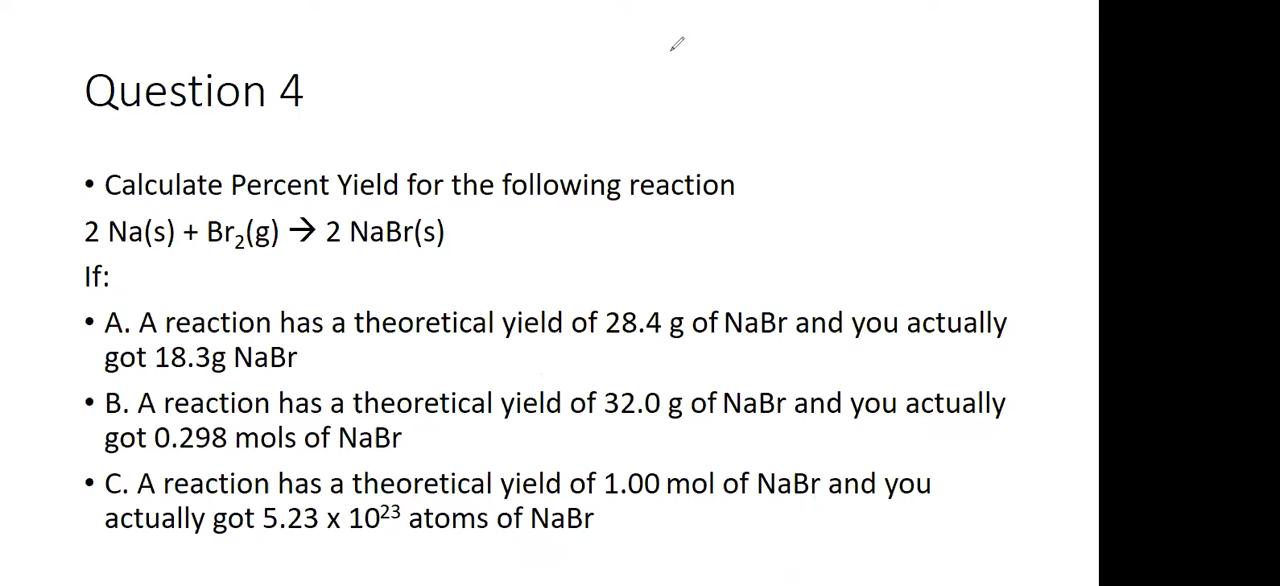 Question 4
• Calculate Percent Yield for the following reaction
2 Na(s) + Br₂(g) → 2 NaBr(s)
If:
• A. A reaction has a theoretical yield of 28.4 g of NaBr and you actually
got 18.3g NaBr
• B. A reaction has a theoretical yield of 32.0 g of NaBr and you actually
got 0.298 mols of NaBr
• C. A reaction has a theoretical yield of 1.00 mol of NaBr and you
actually got 5.23 x 10²³ atoms of NaBr